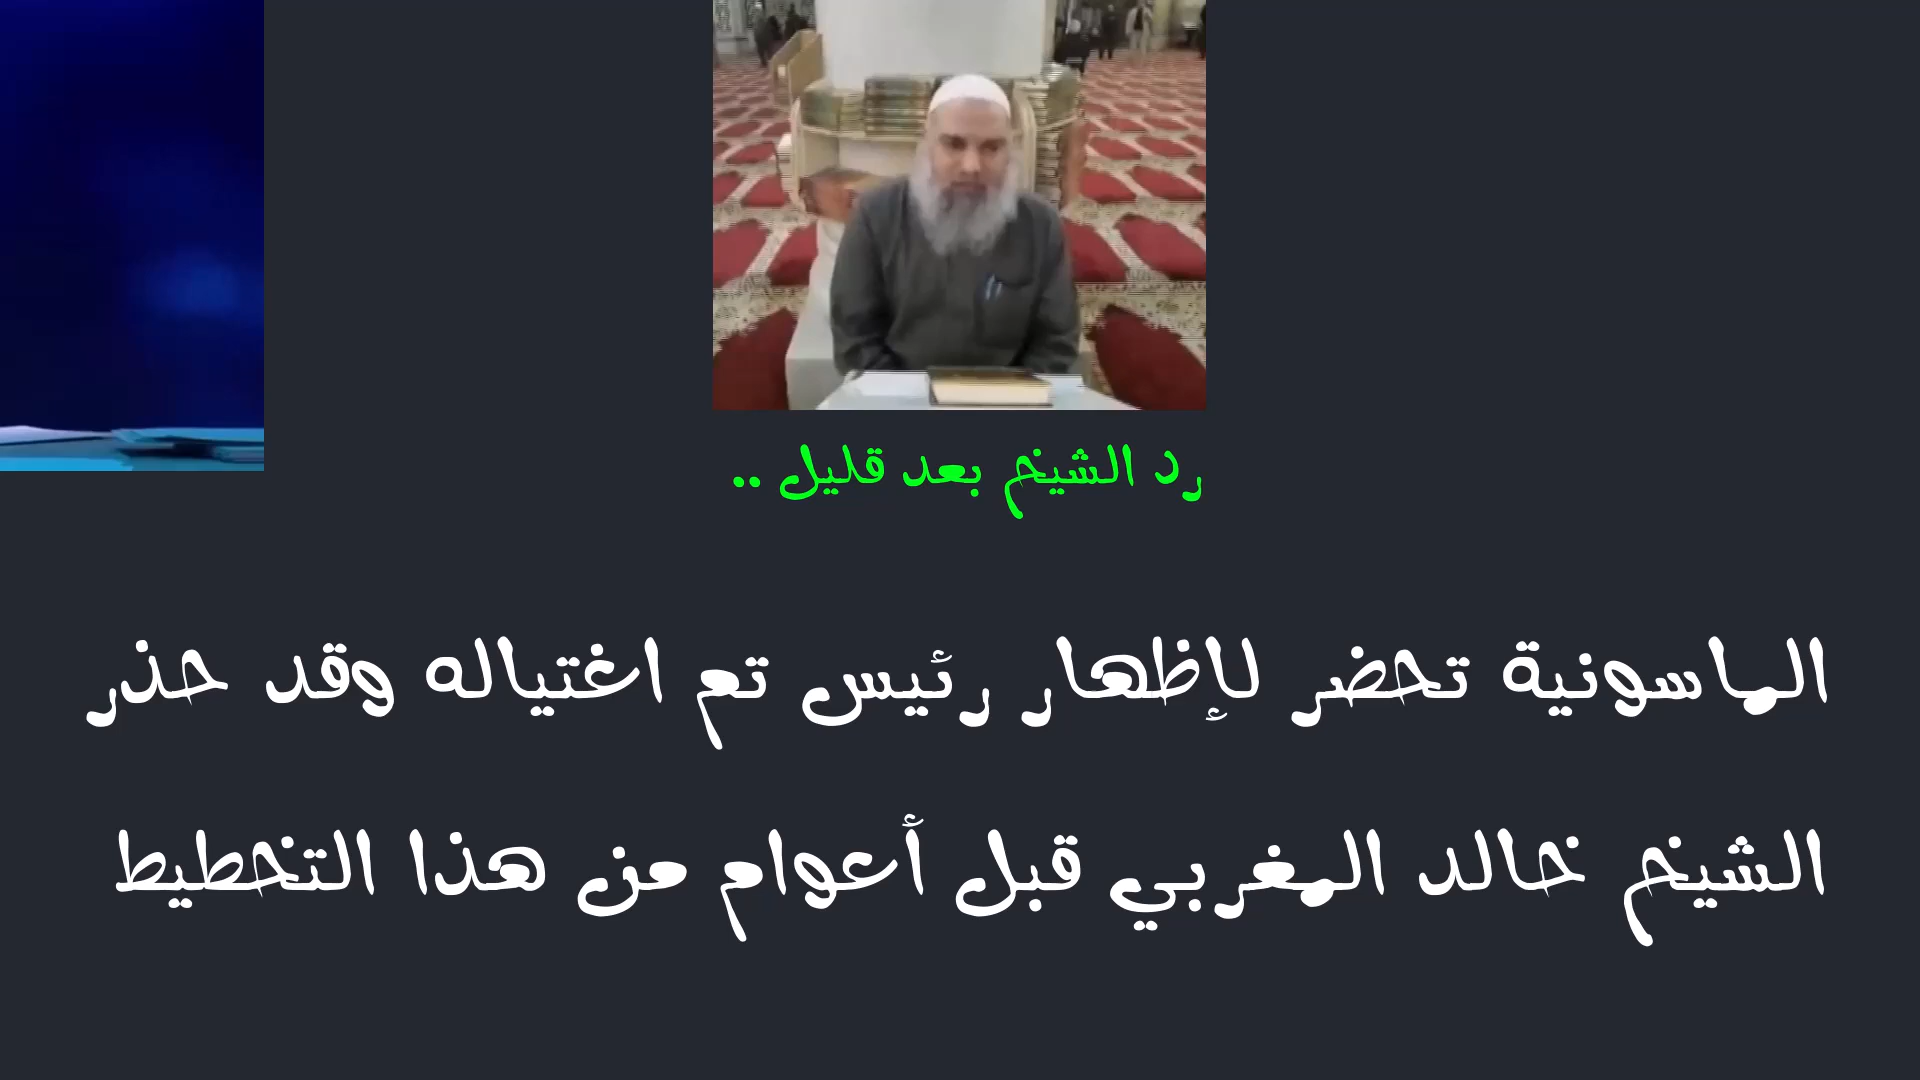 رد الشيخ بعد قليل ..
الماسونية تحضر لإظهار رئيس تم اغتياله وقد حذر
الشيخ خالد المغربي قبل أعوام من هذا التخطيط